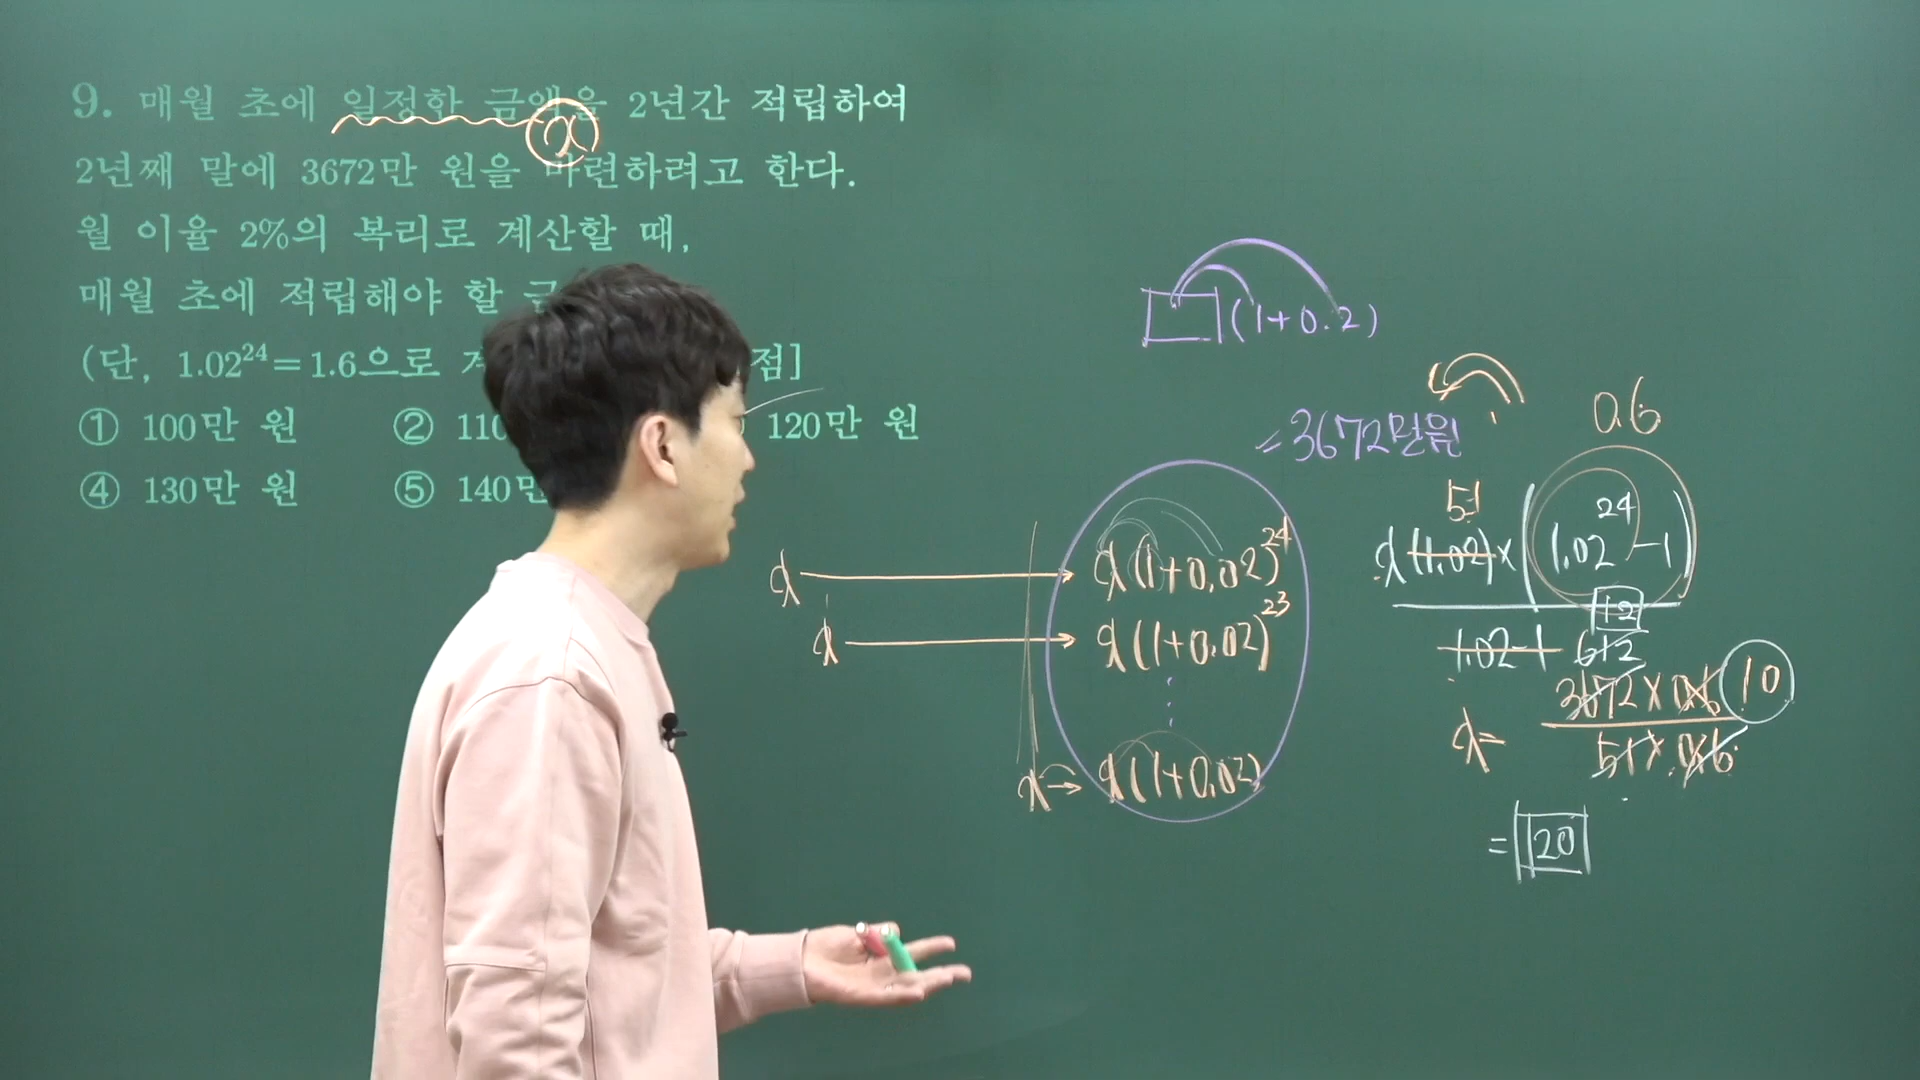 9. 매월 초에 일정한 금액을 2년간 적립하여
x
2년째 말에 3672만 원을 마련하려고 한다.
월 이율 2%의 복리로 계산할 때,
매월 초에 적립해야 할
(단, 1.02²⁴=1.6으로 점]
① 100만 원 ② 110 120만 원
④ 130만 원 ⑤ 140만
(1+0.2)
=3672만원
0.6
51
x(1.02)×(1.02²⁴-1)
1.02-1
x → x(1+0.02)²⁴
x → x(1+0.02)²³
⋮
x → x(1+0.02)
12
612
3672×0.6 10
x=
51×0.6
=120